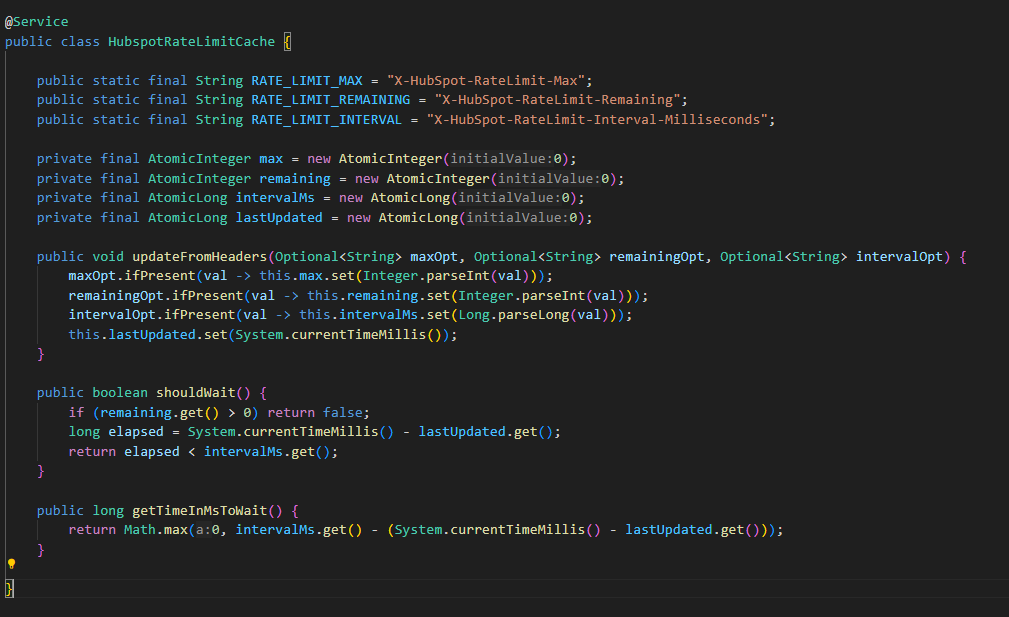 @Service
public class HubspotRateLimitCache {
public static final String RATE_LIMIT_MAX = "X-HubSpot-RateLimit-Max";
public static final String RATE_LIMIT_REMAINING = "X-HubSpot-RateLimit-Remaining";
public static final String RATE_LIMIT_INTERVAL = "X-HubSpot-RateLimit-Interval-Milliseconds";
private final AtomicInteger max = new AtomicInteger(initialValue:0);
private final AtomicInteger remaining = new AtomicInteger(initialValue:0);
private final AtomicLong intervalMs = new AtomicLong(initialValue:0);
private final AtomicLong lastUpdated = new AtomicLong(initialValue:0);
public void updateFromHeaders(Optional<String> maxOpt, Optional<String> remainingOpt, Optional<String> intervalOpt) {
maxOpt.ifPresent(val -> this.max.set(Integer.parseInt(val)));
remainingOpt.ifPresent(val -> this.remaining.set(Integer.parseInt(val)));
intervalOpt.ifPresent(val -> this.intervalMs.set(Long.parseLong(val)));
this.lastUpdated.set(System.currentTimeMillis());
}
public boolean shouldWait() {
if (remaining.get() > 0) return false;
long elapsed = System.currentTimeMillis() - lastUpdated.get();
return elapsed < intervalMs.get();
}
public long getTimeInMsToWait() {
return Math.max(a:0, intervalMs.get() - (System.currentTimeMillis() - lastUpdated.get()));
}
}